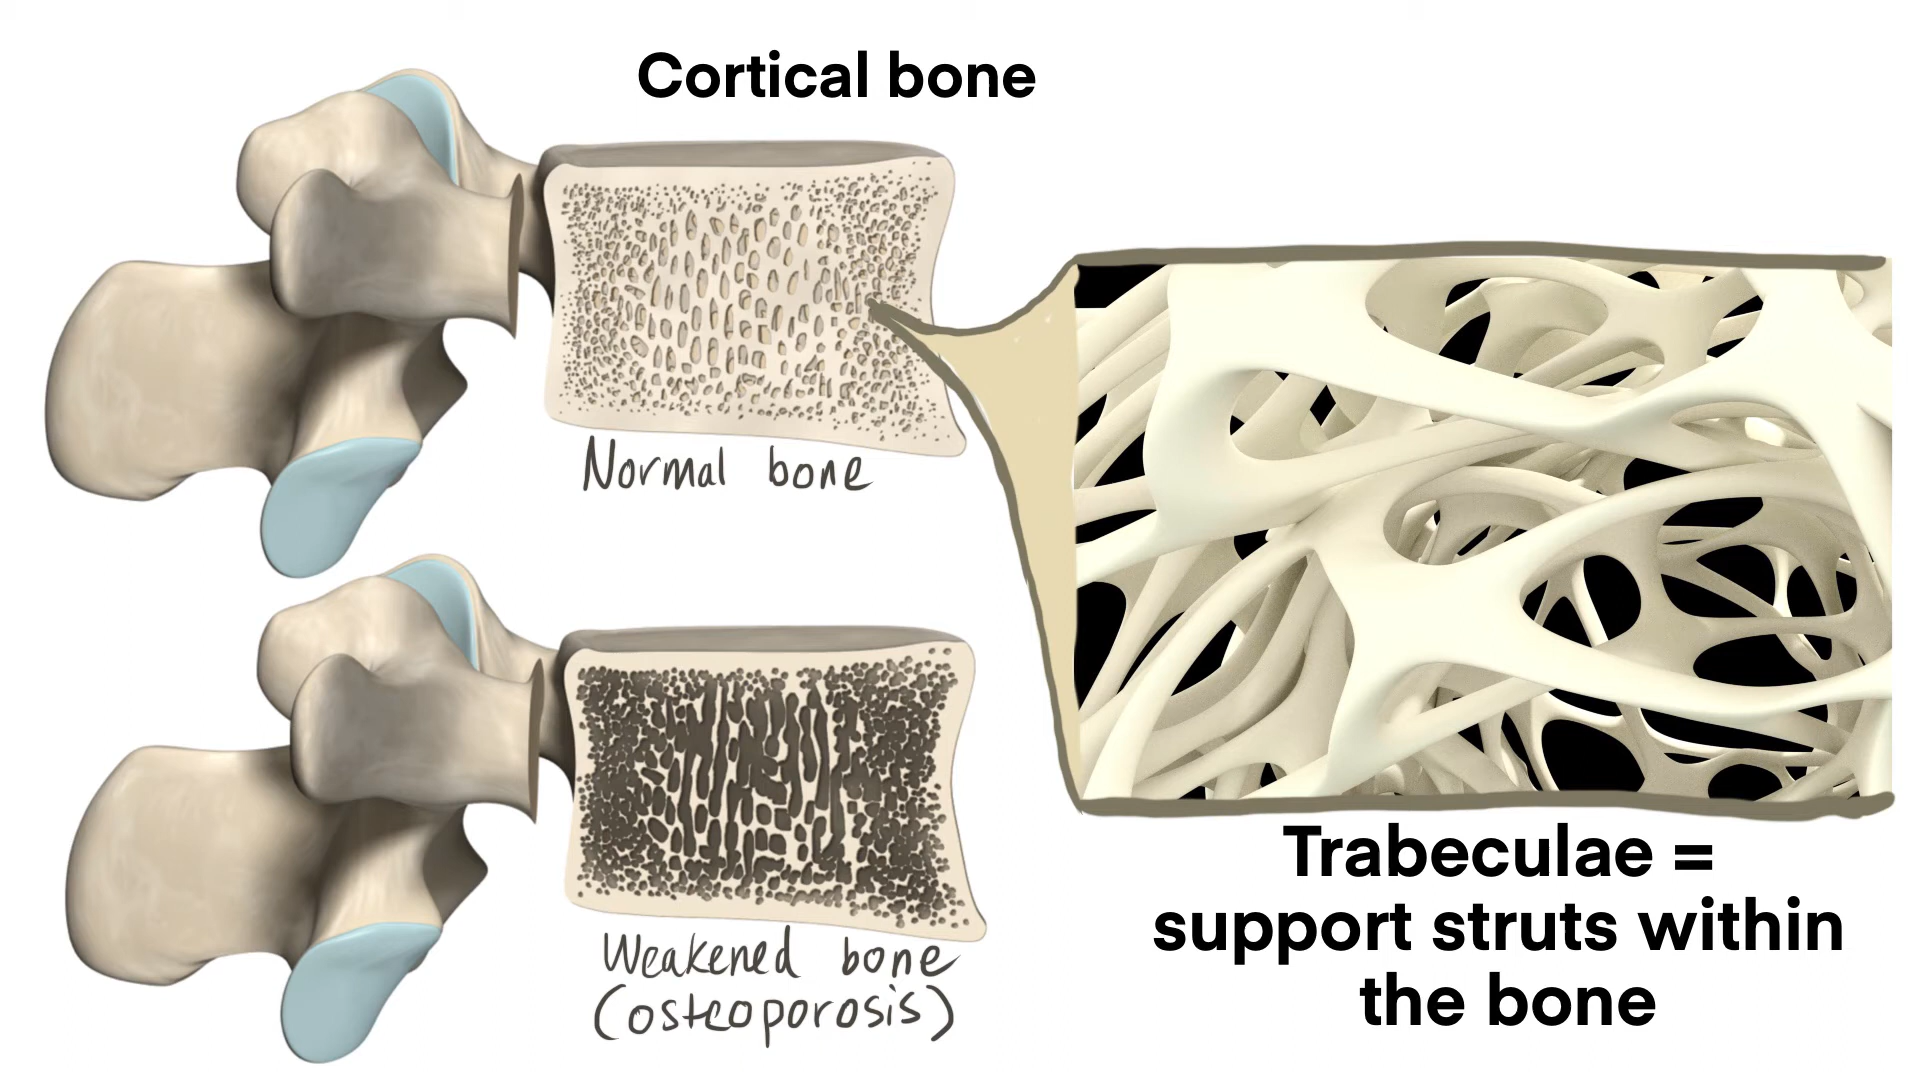 Cortical bone
Normal bone
Weakened bone
(osteoporosis)
Trabeculae =
support struts within
the bone